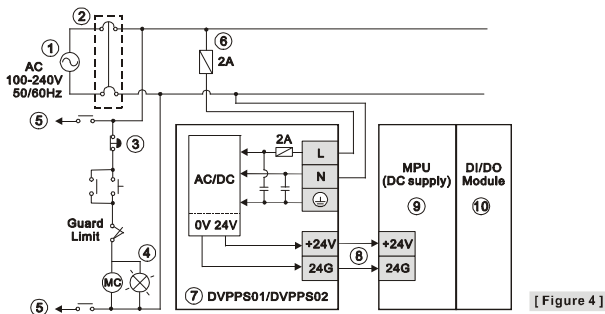 ①
②
AC
100-240V
50/60Hz
⑤
③
Guard
Limit
④
MC
⑤
⑥
2A
2A
AC/DC
0V 24V
L
N
+24V
24G
⑦ DVPPS01/DVPPS02
⑧
MPU
(DC supply)
⑨
+24V
24G
DI/DO
Module
⑩
[ Figure 4 ]